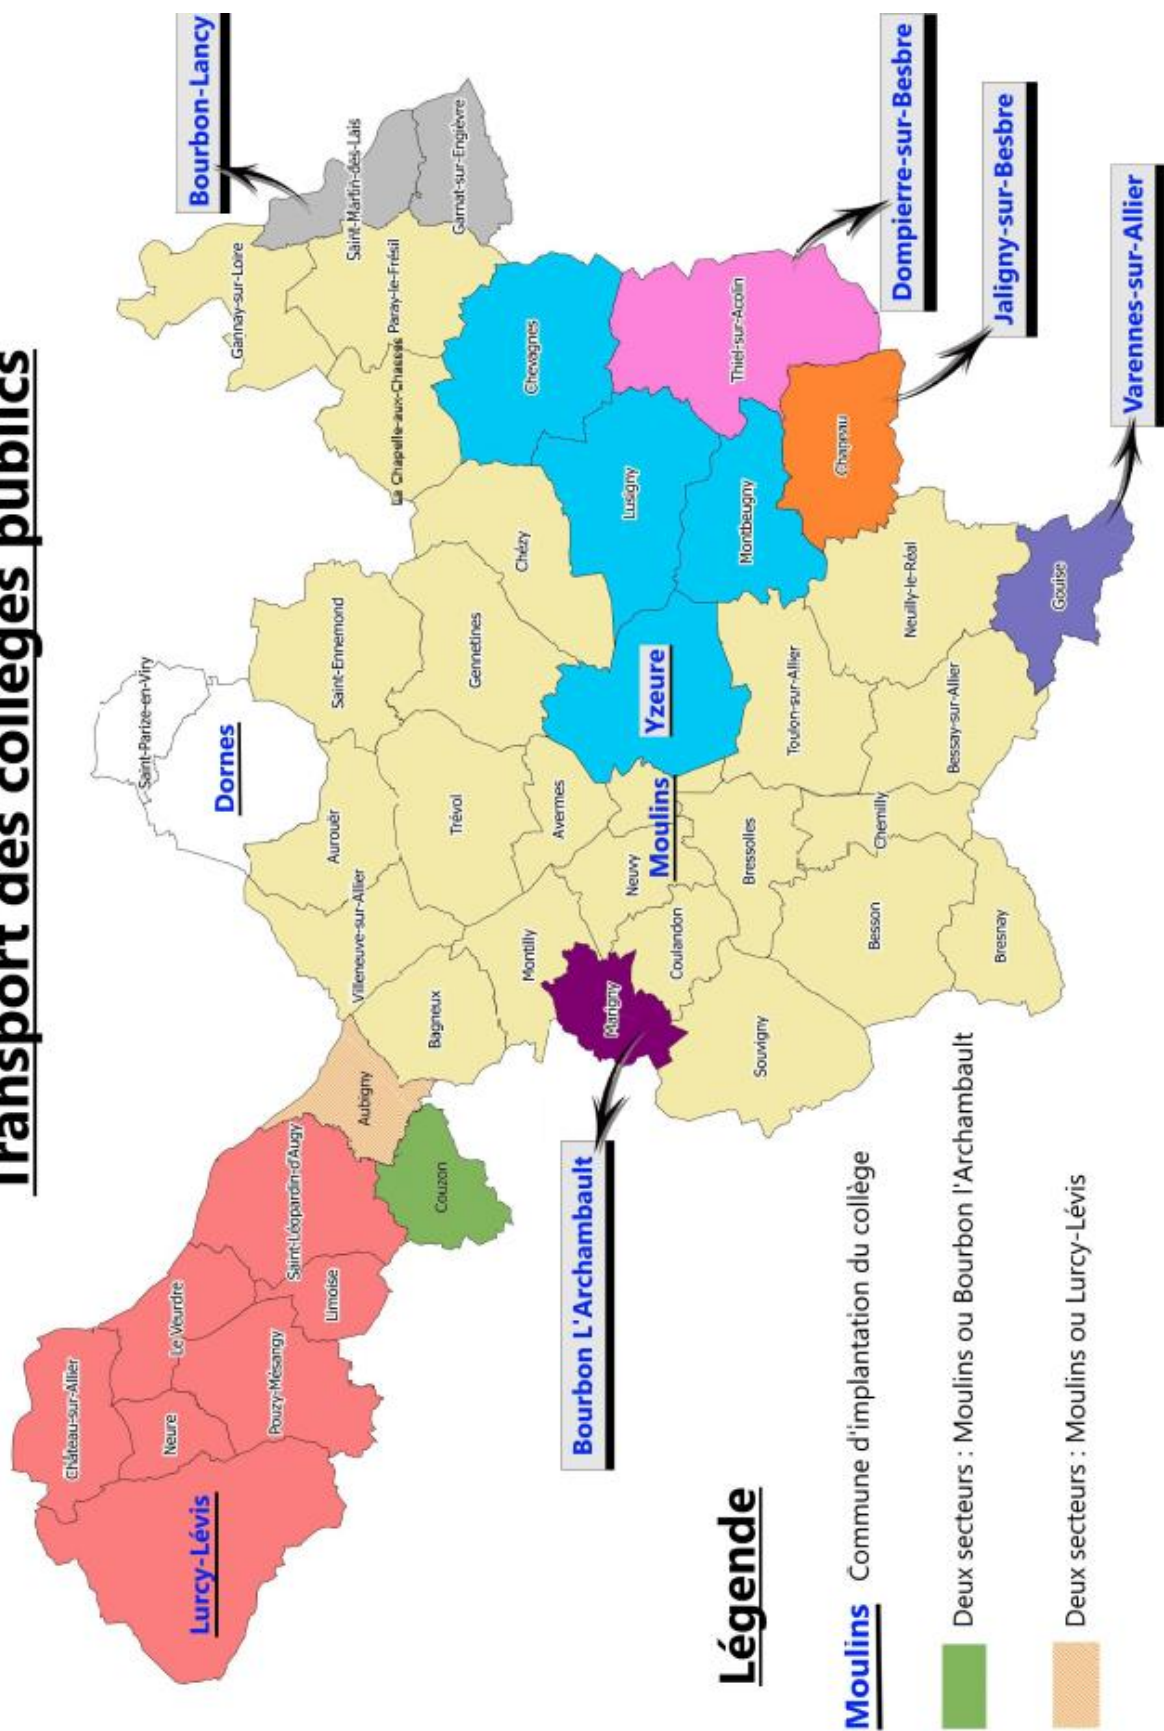 Transport des collèges publics
Château-sur-Allier
Lurcy-Lévis
Neure
Le Veurdre
Pouzy-Mésangy
Limoise
Saint-Léopardin-d'Augy
Couzon
Aubigny
Villeneuve-sur-Allier
Bagneux
Aurouër
Dornes
Saint-Parize-en-Viry
Saint-Ennemond
Trévol
Gennetines
Montilly
Avermes
Chézy
La Chapelle-aux-Chasses
Gannay-sur-Loire
Paray-le-Frésil
Saint-Martin-des-Lais
Garnat-sur-Engièvre
Bourbon-Lancy
Chevagnes
Lusigny
Thiel-sur-Acolin
Dompierre-sur-Besbre
Marigny
Neuvy
Moulins
Yzeure
Montbeugny
Chapeau
Jaligny-sur-Besbre
Coulandon
Bressolles
Toulon-sur-Allier
Souvigny
Besson
Chemilly
Bessay-sur-Allier
Neuilly-le-Réal
Gouise
Varennes-sur-Allier
Bresnay
Bourbon L'Archambault
Légende
Moulins Commune d'implantation du collège
Deux secteurs : Moulins ou Bourbon l'Archambault
Deux secteurs : Moulins ou Lurcy-Lévis